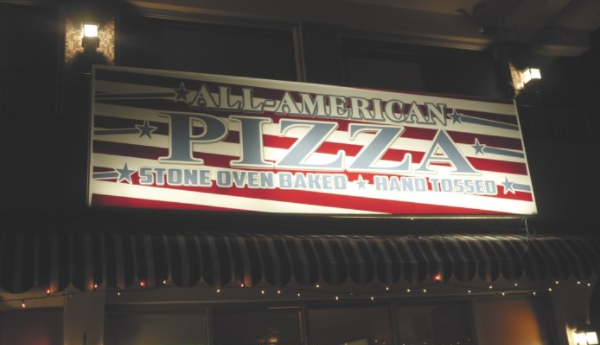 ALL-AMERICAN
PIZZA
STONE OVEN BAKED ★ HAND TOSSED